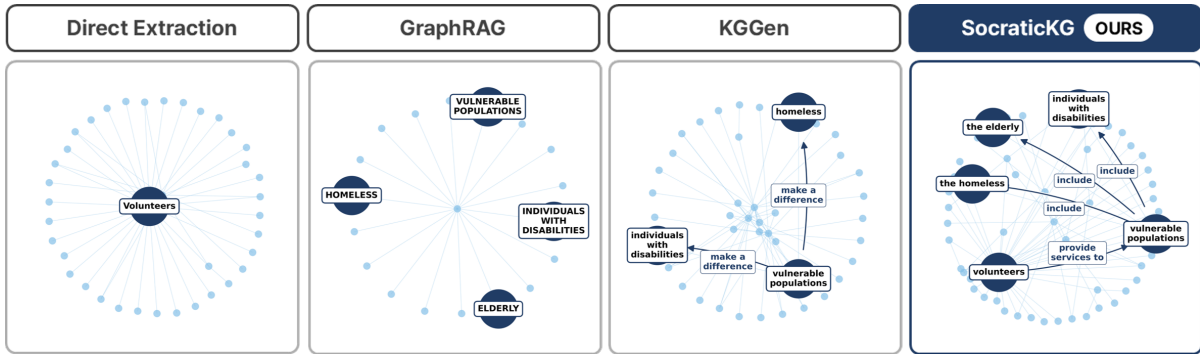 Direct Extraction
GraphRAG
KGGen
SocraticKG OURS
Volunteers
VULNERABLE
POPULATIONS
HOMELESS
INDIVIDUALS
WITH
DISABILITIES
ELDERLY
homeless
make a
difference
individuals
with
disabilities
make a
difference
vulnerable
populations
individuals
with
disabilities
the elderly
include
include
the homeless
include
vulnerable
populations
provide
services to
volunteers